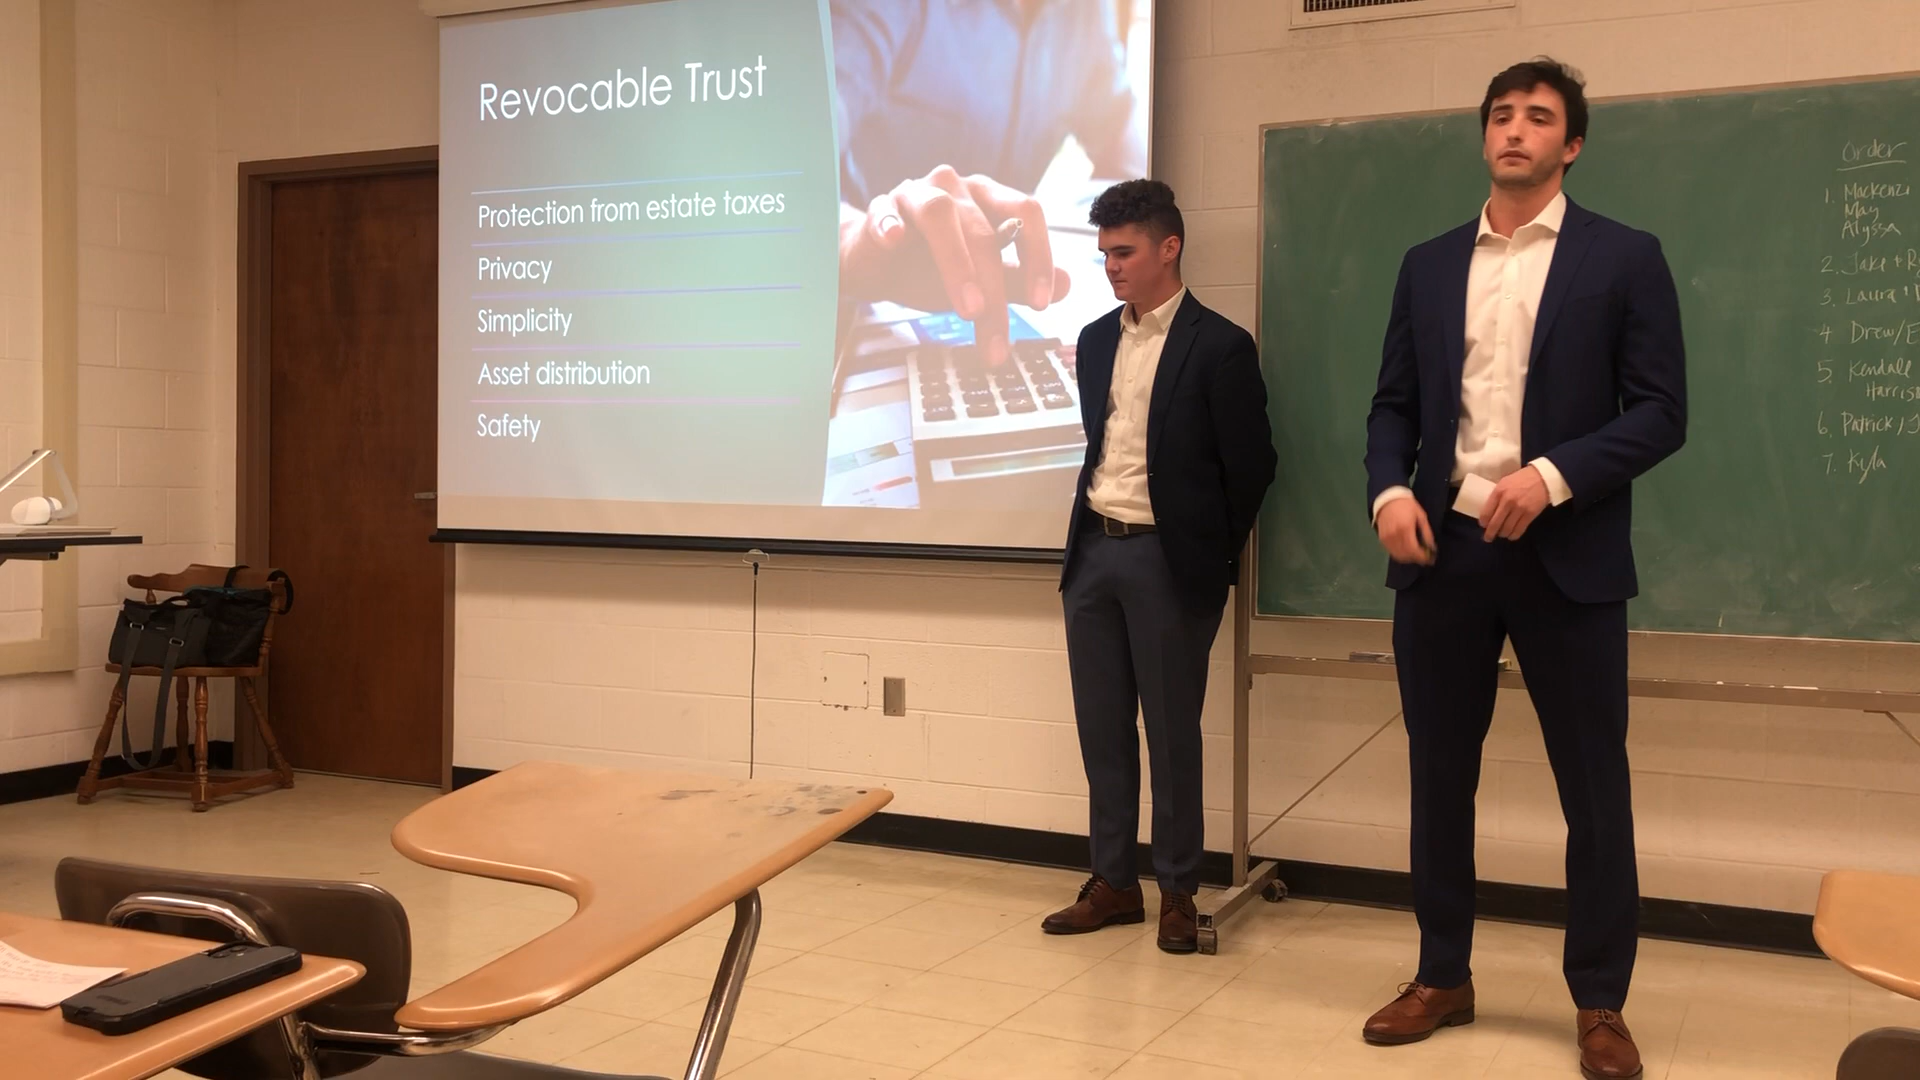 Revocable Trust
Protection from estate taxes
Privacy
Simplicity
Asset distribution
Safety
Order
1. Mackenzi
May
Alyssa
2. Jake + R
3. Laura +
4 Drew/E
5. Kendall
Harris
6. Patrick / J
7. Kyla